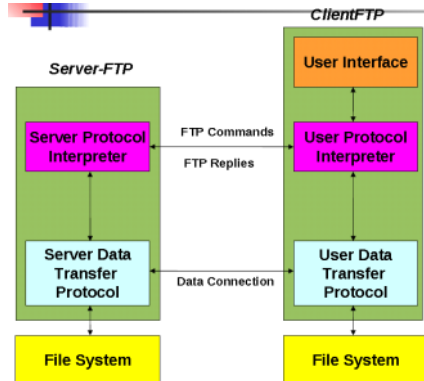 ClientFTP
Server-FTP
User Interface
Server Protocol
Interpreter
FTP Commands
FTP Replies
User Protocol
Interpreter
Server Data
Transfer
Protocol
Data Connection
User Data
Transfer
Protocol
File System
File System